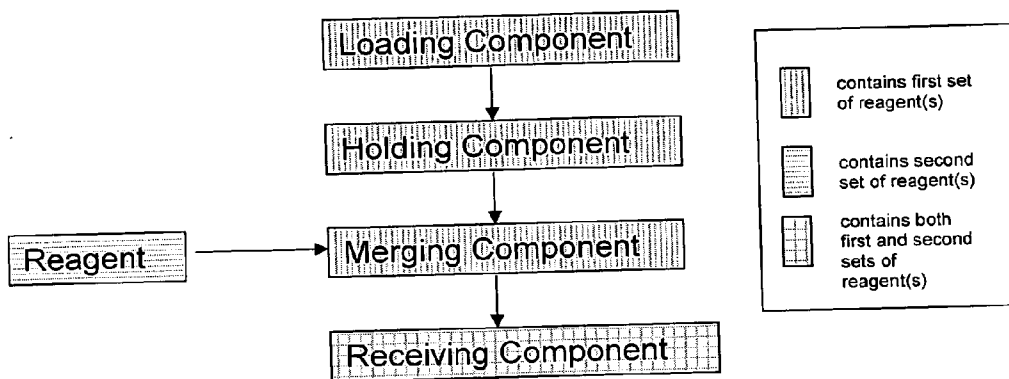 Loading Component
Holding Component
Reagent
Merging Component
Receiving Component
contains first set
of reagent(s)
contains second
set of reagent(s)
contains both
first and second
sets of
reagent(s)